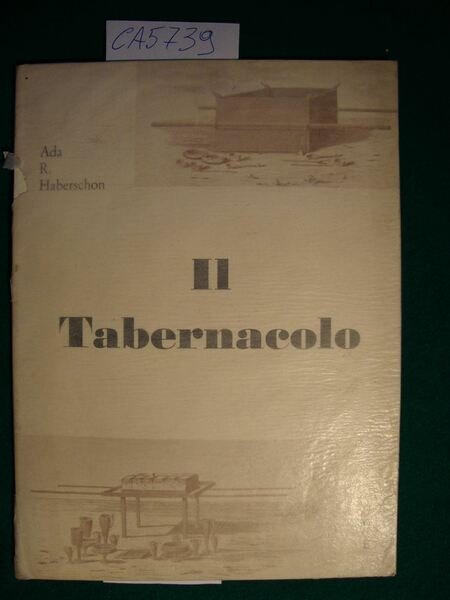 CA5739
Ada
R.
Haberschon
Il
Tabernacolo